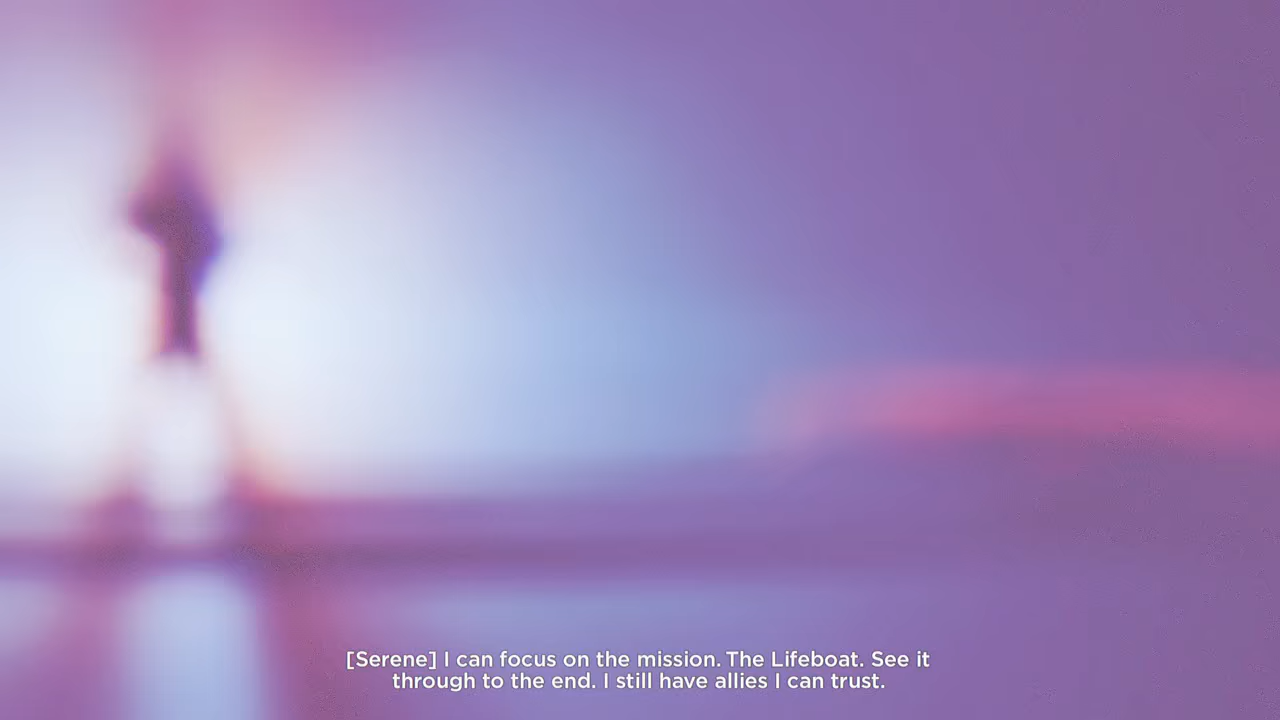 [Serene] I can focus on the mission. The Lifeboat. See it
through to the end. I still have allies I can trust.